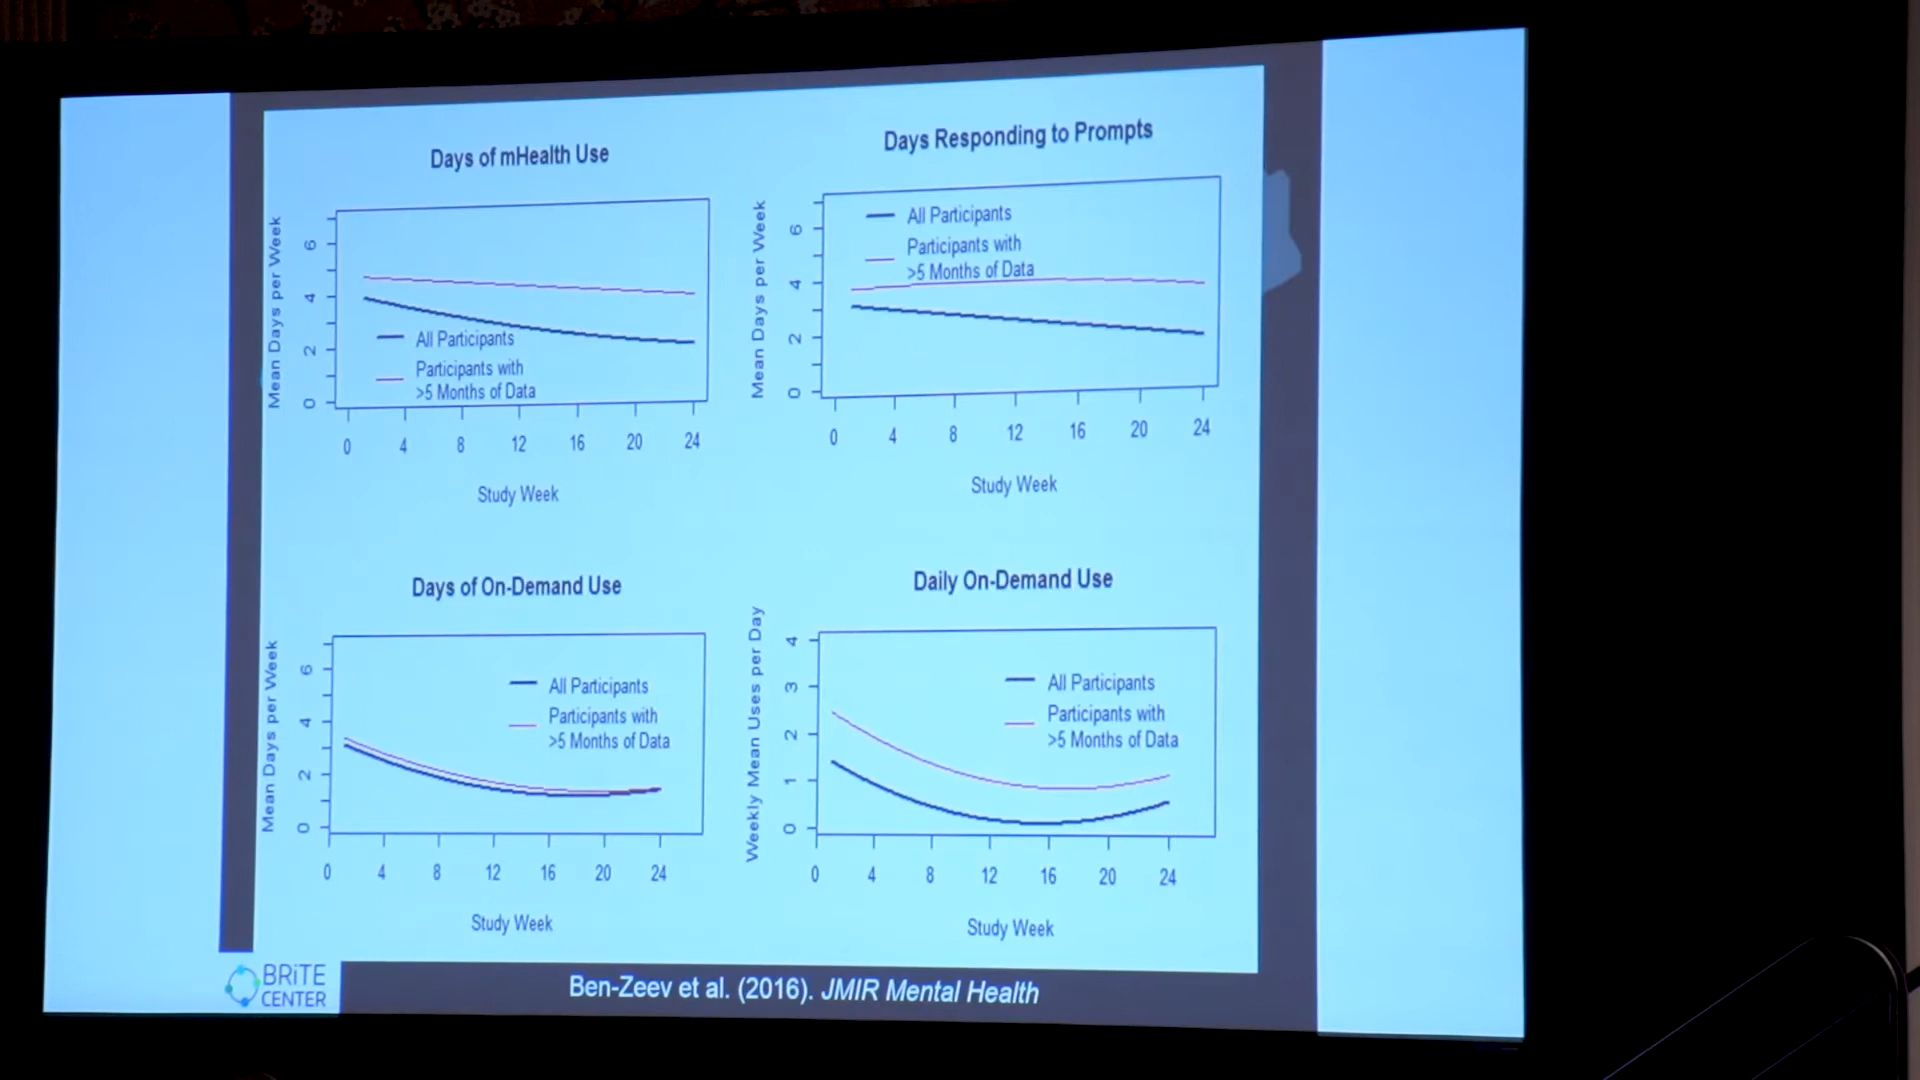 Days of mHealth Use
Mean Days per Week
6
4
2
0
All Participants
Participants with
>5 Months of Data
0 4 8 12 16 20 24
Study Week
Days Responding to Prompts
Mean Days per Week
6
4
2
0
All Participants
Participants with
>5 Months of Data
0 4 8 12 16 20 24
Study Week
Days of On-Demand Use
Mean Days per Week
6
4
2
0
All Participants
Participants with
>5 Months of Data
0 4 8 12 16 20 24
Study Week
Daily On-Demand Use
Weekly Mean Uses per Day
4
3
2
1
0
All Participants
Participants with
>5 Months of Data
0 4 8 12 16 20 24
Study Week
BRiTE
CENTER
Ben-Zeev et al. (2016). JMIR Mental Health